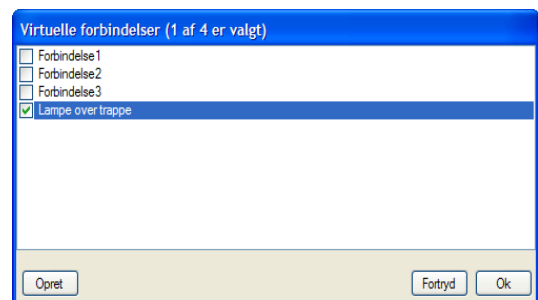 Virtuelle forbindelser (1 af 4 er valgt)
Forbindelse1
Forbindelse2
Forbindelse3
Lampe over trappe
Opret Fortryd Ok